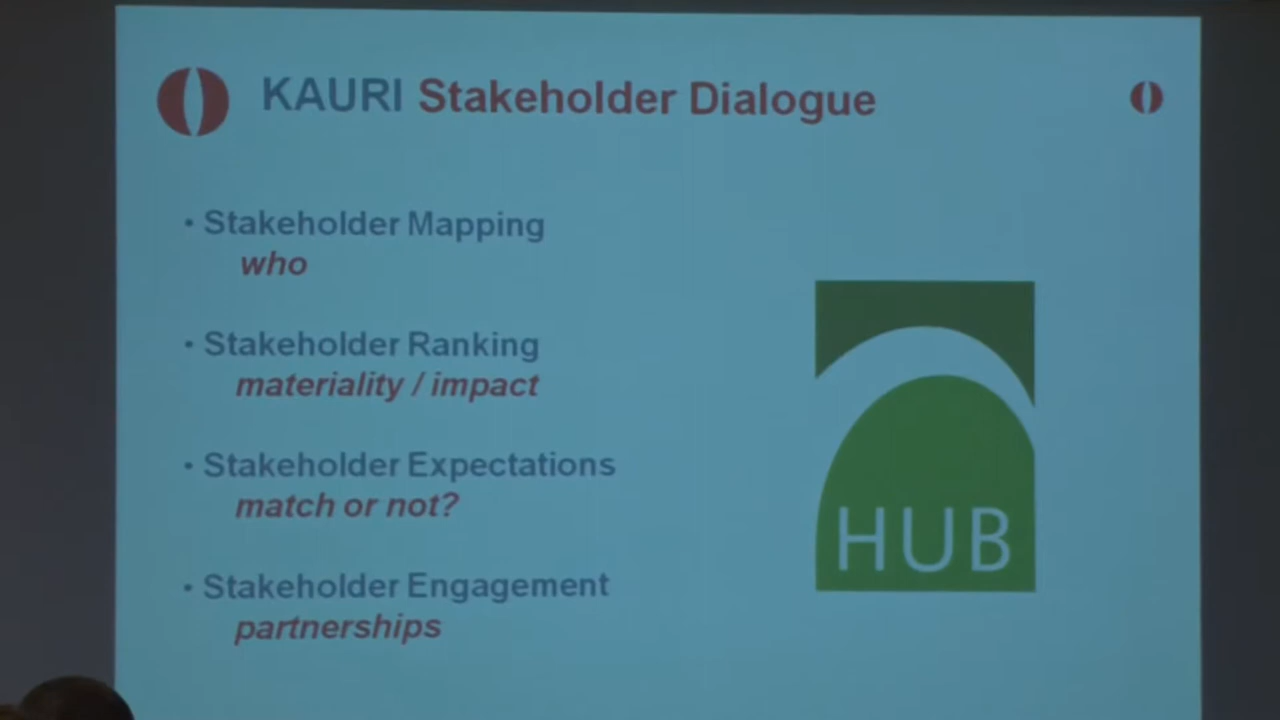 KAURI Stakeholder Dialogue
• Stakeholder Mapping
who
• Stakeholder Ranking
materiality / impact
• Stakeholder Expectations
match or not?
• Stakeholder Engagement
partnerships
HUB